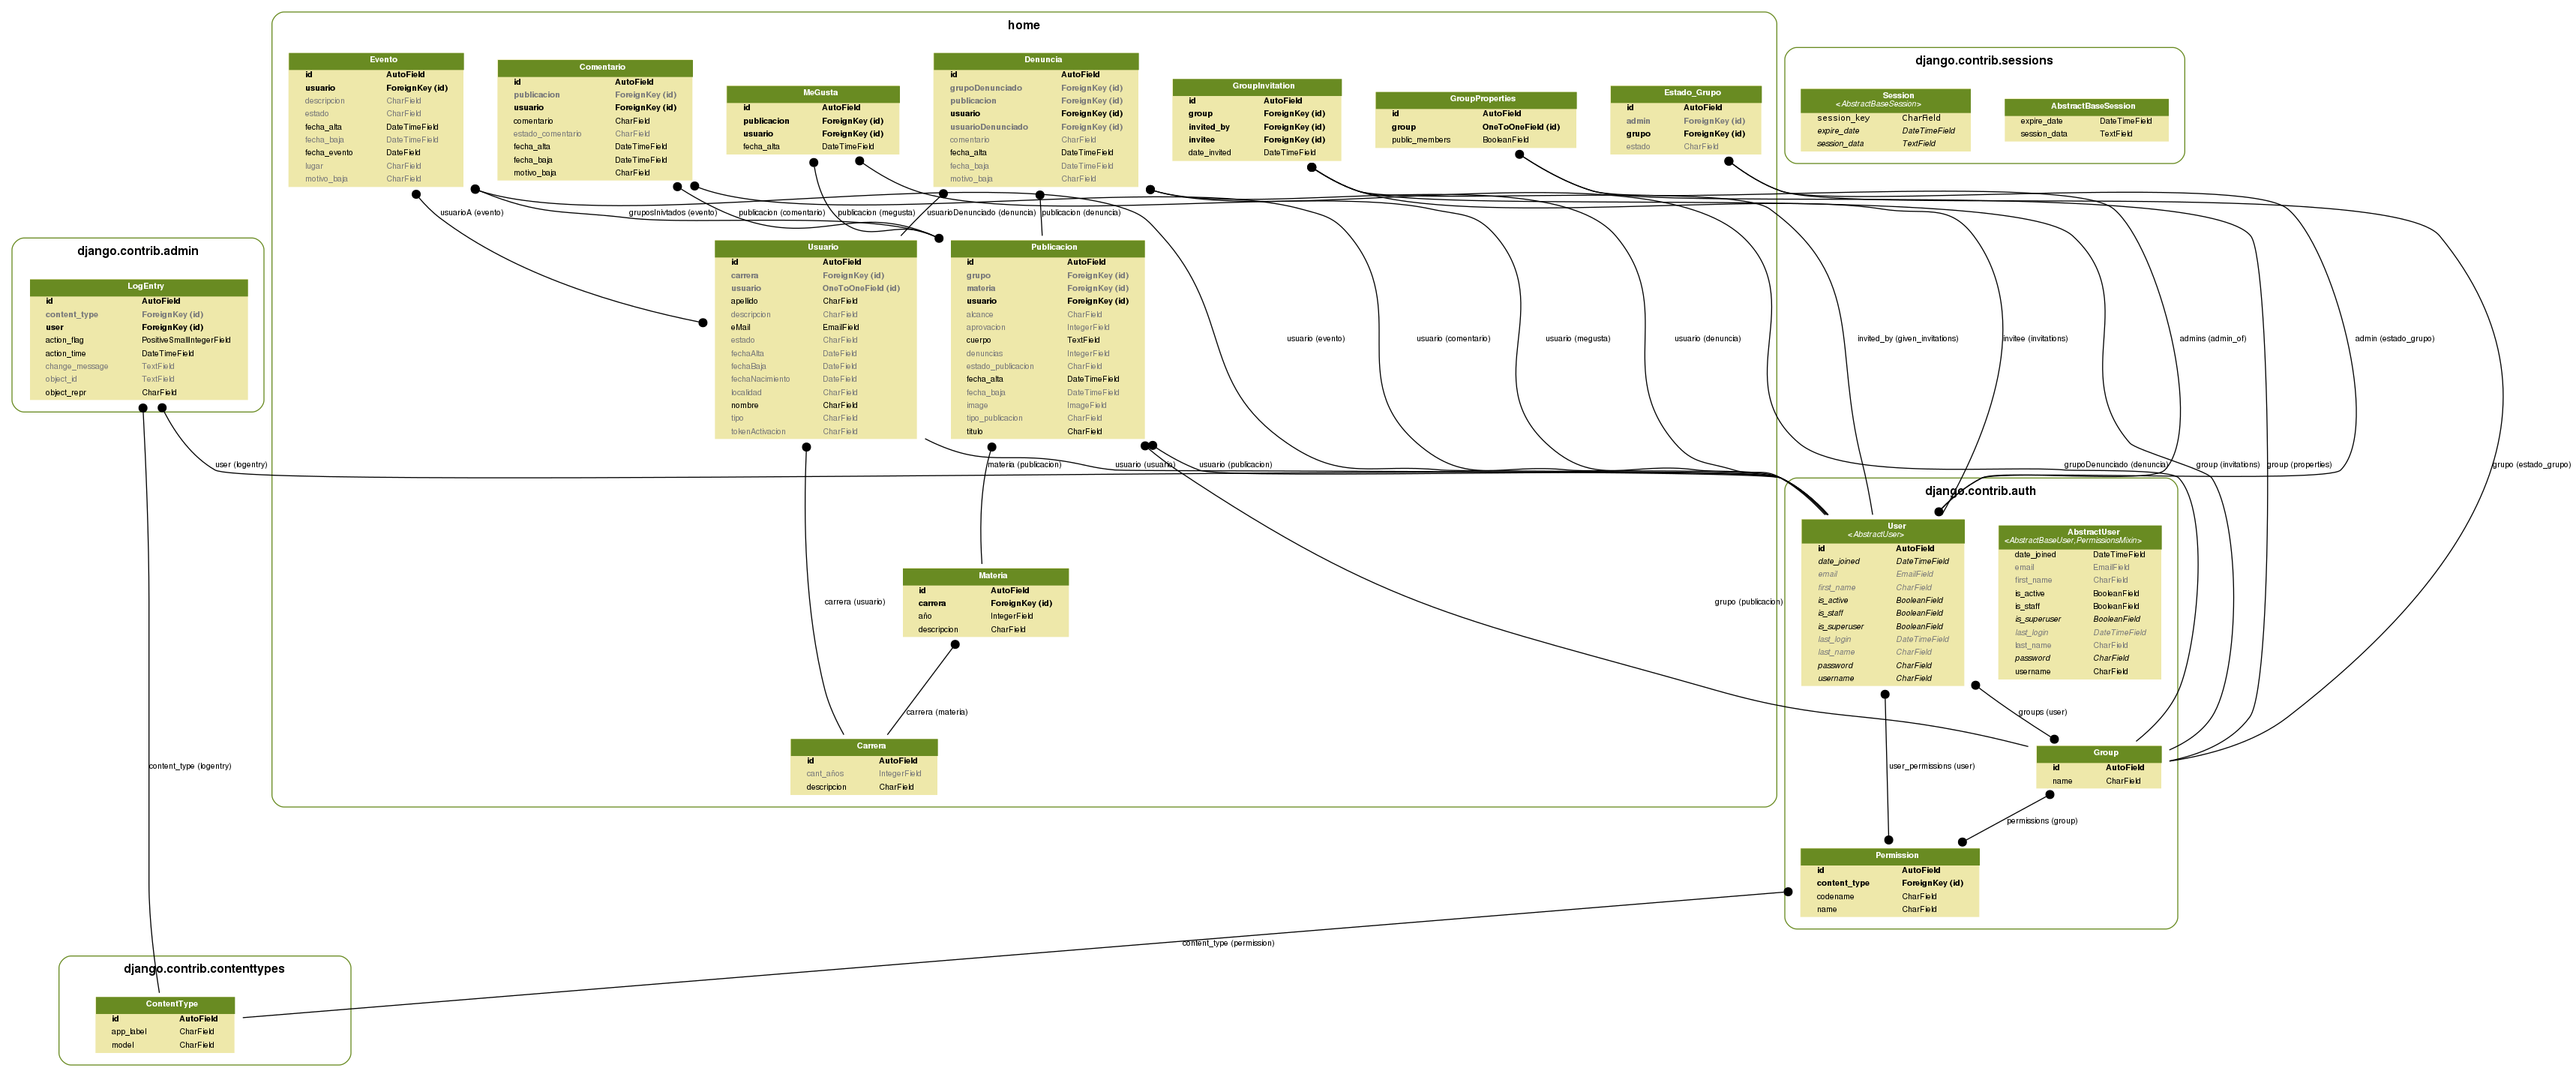 home
Evento
id AutoField
usuario ForeignKey (id)
descripcion CharField
estado CharField
fecha_alta DateTimeField
fecha_baja DateTimeField
fecha_evento DateField
lugar CharField
motivo_baja CharField
Comentario
id AutoField
publicacion ForeignKey (id)
usuario ForeignKey (id)
comentario CharField
estado_comentario CharField
fecha_alta DateTimeField
fecha_baja DateTimeField
motivo_baja CharField
MeGusta
id AutoField
publicacion ForeignKey (id)
usuario ForeignKey (id)
fecha_alta DateTimeField
Denuncia
id AutoField
grupoDenunciado ForeignKey (id)
publicacion ForeignKey (id)
usuario ForeignKey (id)
usuarioDenunciado ForeignKey (id)
comentario CharField
fecha_alta DateTimeField
fecha_baja DateTimeField
motivo_baja CharField
GroupInvitation
id AutoField
group ForeignKey (id)
invited_by ForeignKey (id)
invitee ForeignKey (id)
date_invited DateTimeField
GroupProperties
id AutoField
group OneToOneField (id)
public_members BooleanField
Estado_Grupo
id AutoField
admin ForeignKey (id)
grupo ForeignKey (id)
estado CharField
django.contrib.sessions
Session
<AbstractBaseSession>
session_key CharField
expire_date DateTimeField
session_data TextField
AbstractBaseSession
expire_date DateTimeField
session_data TextField
usuarioA (evento)
gruposInivtados (evento)
publicacion (comentario)
publicacion (megusta)
usuarioDenunciado (denuncia)
publicacion (denuncia)
django.contrib.admin
LogEntry
id AutoField
content_type ForeignKey (id)
user ForeignKey (id)
action_flag PositiveSmallIntegerField
action_time DateTimeField
change_message TextField
object_id TextField
object_repr CharField
Usuario
id AutoField
carrera ForeignKey (id)
usuario OneToOneField (id)
apellido CharField
descripcion CharField
eMail EmailField
estado CharField
fechaAlta DateField
fechaBaja DateField
fechaNacimiento DateField
localidad CharField
nombre CharField
tipo CharField
tokenActivacion CharField
Publicacion
id AutoField
grupo ForeignKey (id)
materia ForeignKey (id)
usuario ForeignKey (id)
alcance CharField
aprovacion IntegerField
cuerpo TextField
denuncias IntegerField
estado_publicacion CharField
fecha_alta DateTimeField
fecha_baja DateTimeField
image ImageField
tipo_publicacion CharField
titulo CharField
usuario (evento)
usuario (comentario)
usuario (megusta)
usuario (denuncia)
invited_by (given_invitations)
invitee (invitations)
admins (admin_of)
admin (estado_grupo)
user (logentry)
materia (publicacion)
usuario (usuario)
usuario (publicacion)
grupoDenunciado (denuncia)
group (invitations)
group (properties)
grupo (estado_grupo)
django.contrib.auth
User
<AbstractUser>
id AutoField
date_joined DateTimeField
email EmailField
first_name CharField
is_active BooleanField
is_staff BooleanField
is_superuser BooleanField
last_login DateTimeField
last_name CharField
password CharField
username CharField
AbstractUser
<AbstractBaseUser,PermissionsMixin>
date_joined DateTimeField
email EmailField
first_name CharField
is_active BooleanField
is_staff BooleanField
is_superuser BooleanField
last_login DateTimeField
last_name CharField
password CharField
username CharField
Materia
id AutoField
carrera ForeignKey (id)
año IntegerField
descripcion CharField
carrera (usuario)
grupo (publicacion)
carrera (materia)
groups (user)
Carrera
id AutoField
cant_años IntegerField
descripcion CharField
Group
id AutoField
name CharField
content_type (logentry)
user_permissions (user)
permissions (group)
Permission
id AutoField
content_type ForeignKey (id)
codename CharField
name CharField
content_type (permission)
django.contrib.contenttypes
ContentType
id AutoField
app_label CharField
model CharField